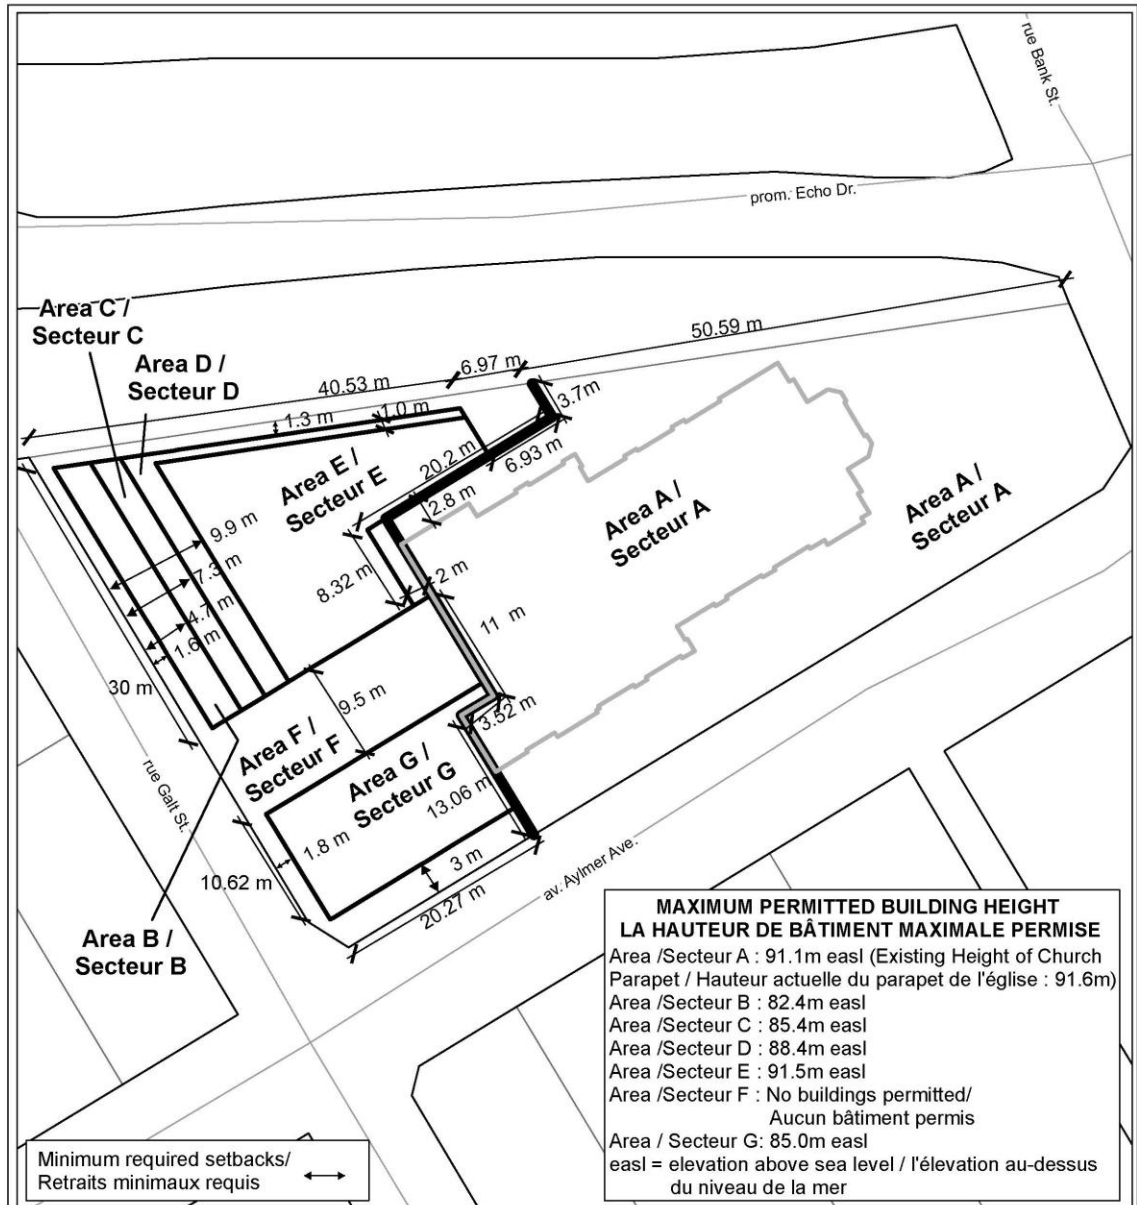 rue Bank St.
prom. Echo Dr.
Area C /
Secteur C
Area D /
Secteur D
50.59 m
6.97 m
40.53 m
3.7m
1.0 m
1.3 m
20.2 m
6.93 m
Area E /
Secteur E
2.8 m
Area A /
Secteur A
Area A /
Secteur A
9.9 m
7.3 m
4.7 m
1.6 m
8.32 m
2 m
11 m
30 m
9.5 m
3.52 m
Area F /
Secteur F
Area G /
Secteur G
13.06 m
rue Galt St.
1.8 m
3 m
10.62 m
20.27 m
av. Aylmer Ave.
Area B /
Secteur B
MAXIMUM PERMITTED BUILDING HEIGHT
LA HAUTEUR DE BÂTIMENT MAXIMALE PERMISE
Area /Secteur A : 91.1m easl (Existing Height of Church
Parapet / Hauteur actuelle du parapet de l'église : 91.6m)
Area /Secteur B : 82.4m easl
Area /Secteur C : 85.4m easl
Area /Secteur D : 88.4m easl
Area /Secteur E : 91.5m easl
Area /Secteur F : No buildings permitted/
Aucun bâtiment permis
Area / Secteur G: 85.0m easl
easl = elevation above sea level / l'élevation au-dessus
du niveau de la mer
Minimum required setbacks/
Retraits minimaux requis